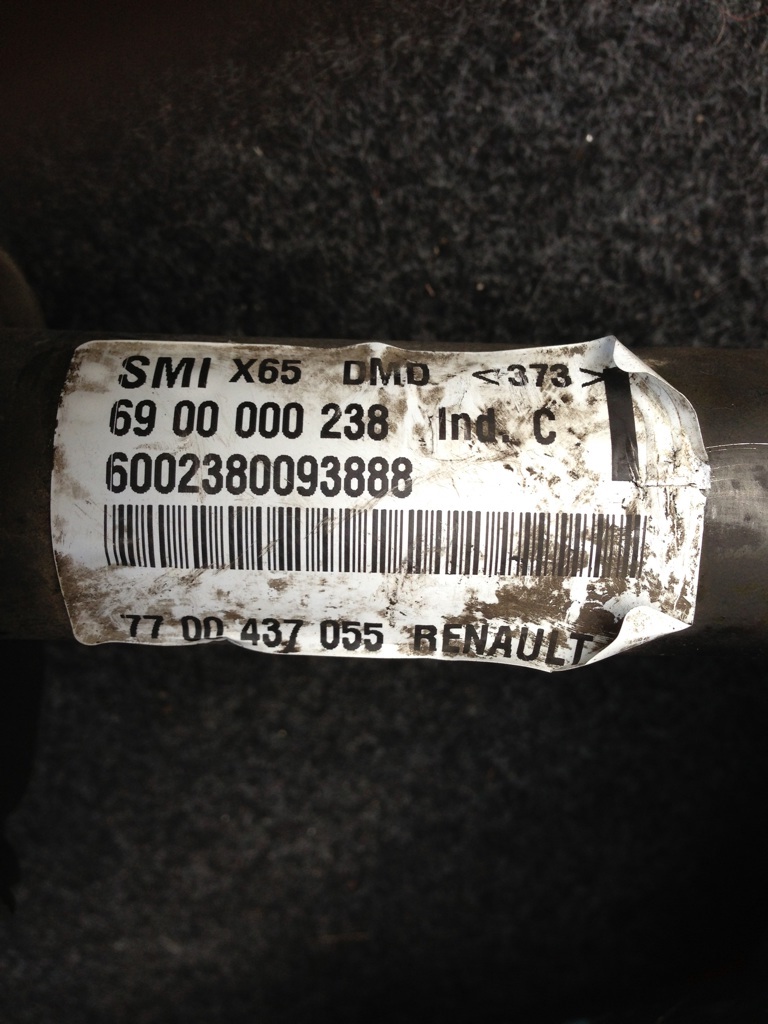 SMI X65 DMD <373>
69 00 000 238 Ind. C
6002380093888
77 00 437 055 RENAULT